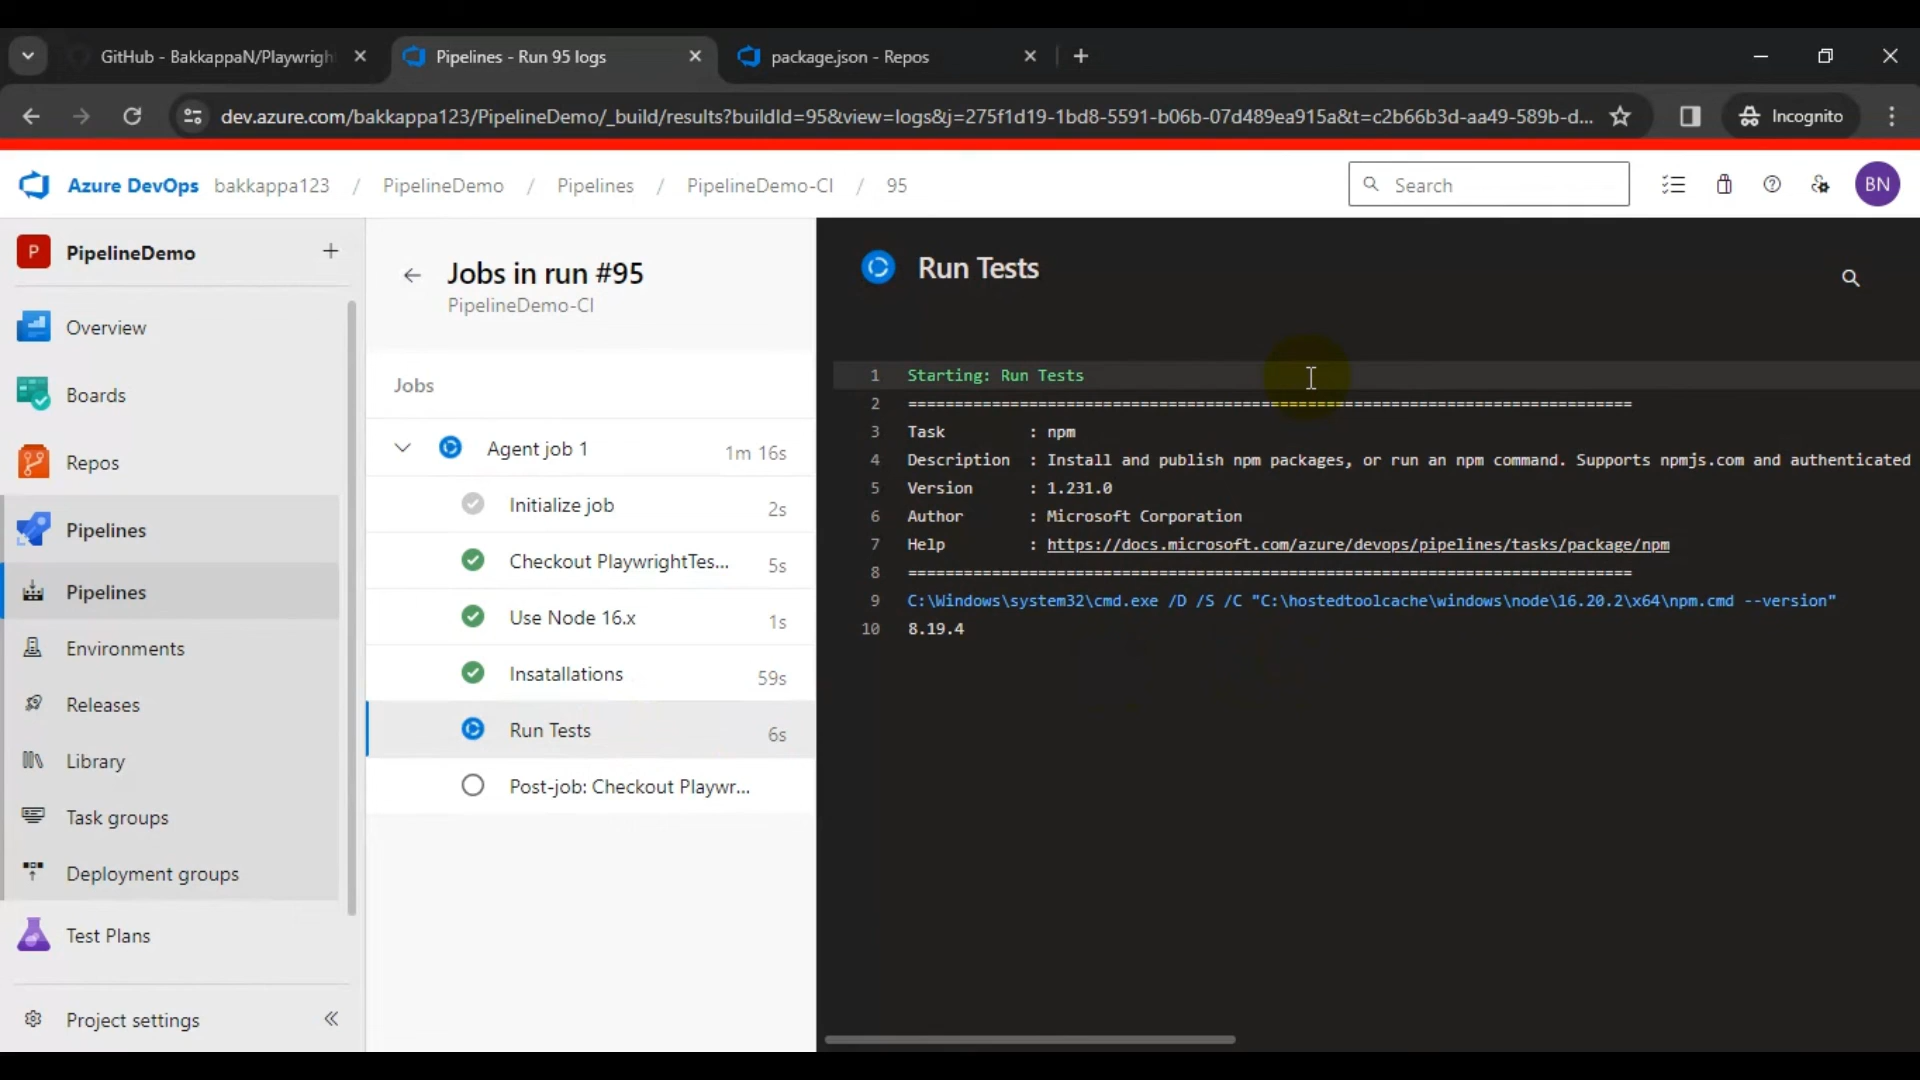 GitHub - BakkappaN/Playwrigh
Pipelines - Run 95 logs
package.json - Repos
dev.azure.com/bakkappa123/PipelineDemo/_build/results?buildId=95&view=logs&j=275f1d19-1bd8-5591-b06b-07d489ea915a&t=c2b66b3d-aa49-589b-d...
Incognito
Azure DevOps bakkappa123 / PipelineDemo / Pipelines / PipelineDemo-CI / 95
Search
BN
P PipelineDemo
Overview
Boards
Repos
Pipelines
Pipelines
Environments
Releases
Library
Task groups
Deployment groups
Test Plans
Project settings
Jobs in run #95
PipelineDemo-CI
Jobs
Agent job 1 1m 16s
Initialize job 2s
Checkout PlaywrightTes... 5s
Use Node 16.x 1s
Insatallations 59s
Run Tests 6s
Post-job: Checkout Playwr...
Run Tests
1 Starting: Run Tests
2 ==============================================================================
3 Task : npm
4 Description : Install and publish npm packages, or run an npm command. Supports npmjs.com and authenticated
5 Version : 1.231.0
6 Author : Microsoft Corporation
7 Help : https://docs.microsoft.com/azure/devops/pipelines/tasks/package/npm
8 ==============================================================================
9 C:\Windows\system32\cmd.exe /D /S /C "C:\hostedtoolcache\windows\node\16.20.2\x64\npm.cmd --version"
10 8.19.4